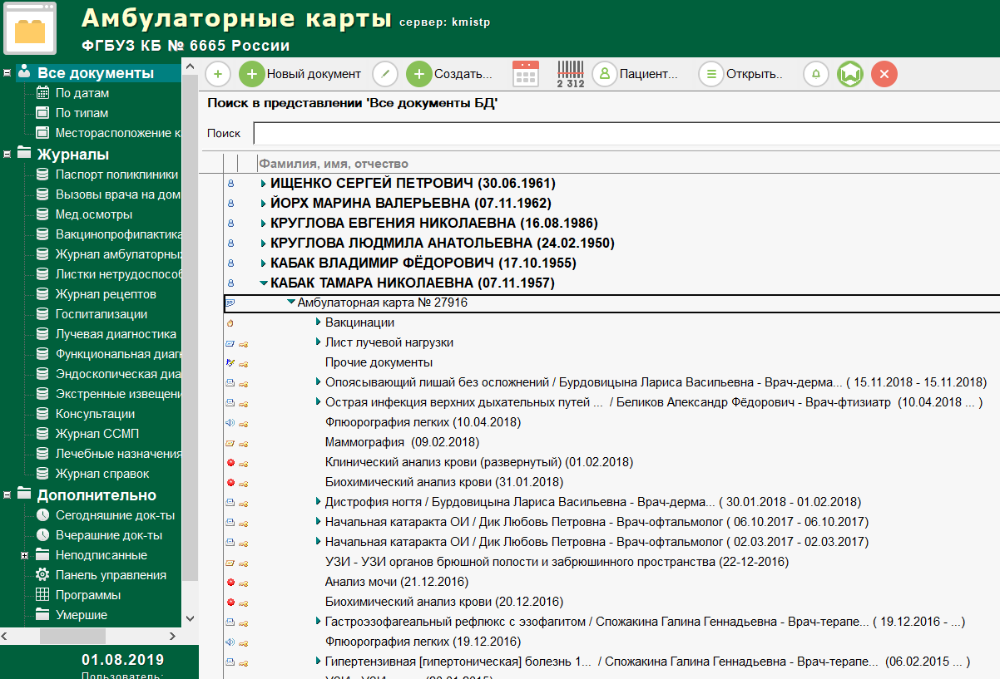 Амбулаторные карты сервер: kmistp
ФГБУЗ КБ № 6665 России
Все документы
По датам
По типам
Месторасположение к
Журналы
Паспорт поликлиники
Вызовы врача на дом
Мед.осмотры
Вакцинопрофилактика
Журнал амбулаторных
Листки нетрудоспособ
Журнал рецептов
Госпитализации
Лучевая диагностика
Функциональная диагн
Эндоскопическая диа
Экстренные извещени
Консультации
Журнал ССМП
Лечебные назначения
Журнал справок
Дополнительно
Сегодняшние док-ты
Вчерашние док-ты
Неподписанные
Панель управления
Программы
Умершие
01.08.2019
Пользователь:
Новый документ Создать... 2 312 Пациент... Открыть..
Поиск в представлении 'Все документы БД'
Поиск
Фамилия, имя, отчество
ИЩЕНКО СЕРГЕЙ ПЕТРОВИЧ (30.06.1961)
ЙОРХ МАРИНА ВАЛЕРЬЕВНА (07.11.1962)
КРУГЛОВА ЕВГЕНИЯ НИКОЛАЕВНА (16.08.1986)
КРУГЛОВА ЛЮДМИЛА АНАТОЛЬЕВНА (24.02.1950)
КАБАК ВЛАДИМИР ФЁДОРОВИЧ (17.10.1955)
КАБАК ТАМАРА НИКОЛАЕВНА (07.11.1957)
Амбулаторная карта № 27916
Вакцинации
Лист лучевой нагрузки
Прочие документы
Опоясывающий лишай без осложнений / Бурдовицына Лариса Васильевна - Врач-дерма... ( 15.11.2018 - 15.11.2018)
Острая инфекция верхних дыхательных путей ... / Беликов Александр Фёдорович - Врач-фтизиатр (10.04.2018 ... )
Флюорография легких (10.04.2018)
Маммография (09.02.2018)
Клинический анализ крови (развернутый) (01.02.2018)
Биохимический анализ крови (31.01.2018)
Дистрофия ногтя / Бурдовицына Лариса Васильевна - Врач-дерма... ( 30.01.2018 - 01.02.2018)
Начальная катаракта ОИ / Дик Любовь Петровна - Врач-офтальмолог ( 06.10.2017 - 06.10.2017)
Начальная катаракта ОИ / Дик Любовь Петровна - Врач-офтальмолог ( 02.03.2017 - 02.03.2017)
УЗИ - УЗИ органов брюшной полости и забрюшинного пространства (22-12-2016)
Анализ мочи (21.12.2016)
Биохимический анализ крови (20.12.2016)
Гастроэзофагеальный рефлюкс с эзофагитом / Спожакина Галина Геннадьевна - Врач-терапе... ( 19.12.2016 - ...)
Флюорография легких (19.12.2016)
Гипертензивная [гипертоническая] болезнь 1... / Спожакина Галина Геннадьевна - Врач-терапе... (06.02.2015 ... )